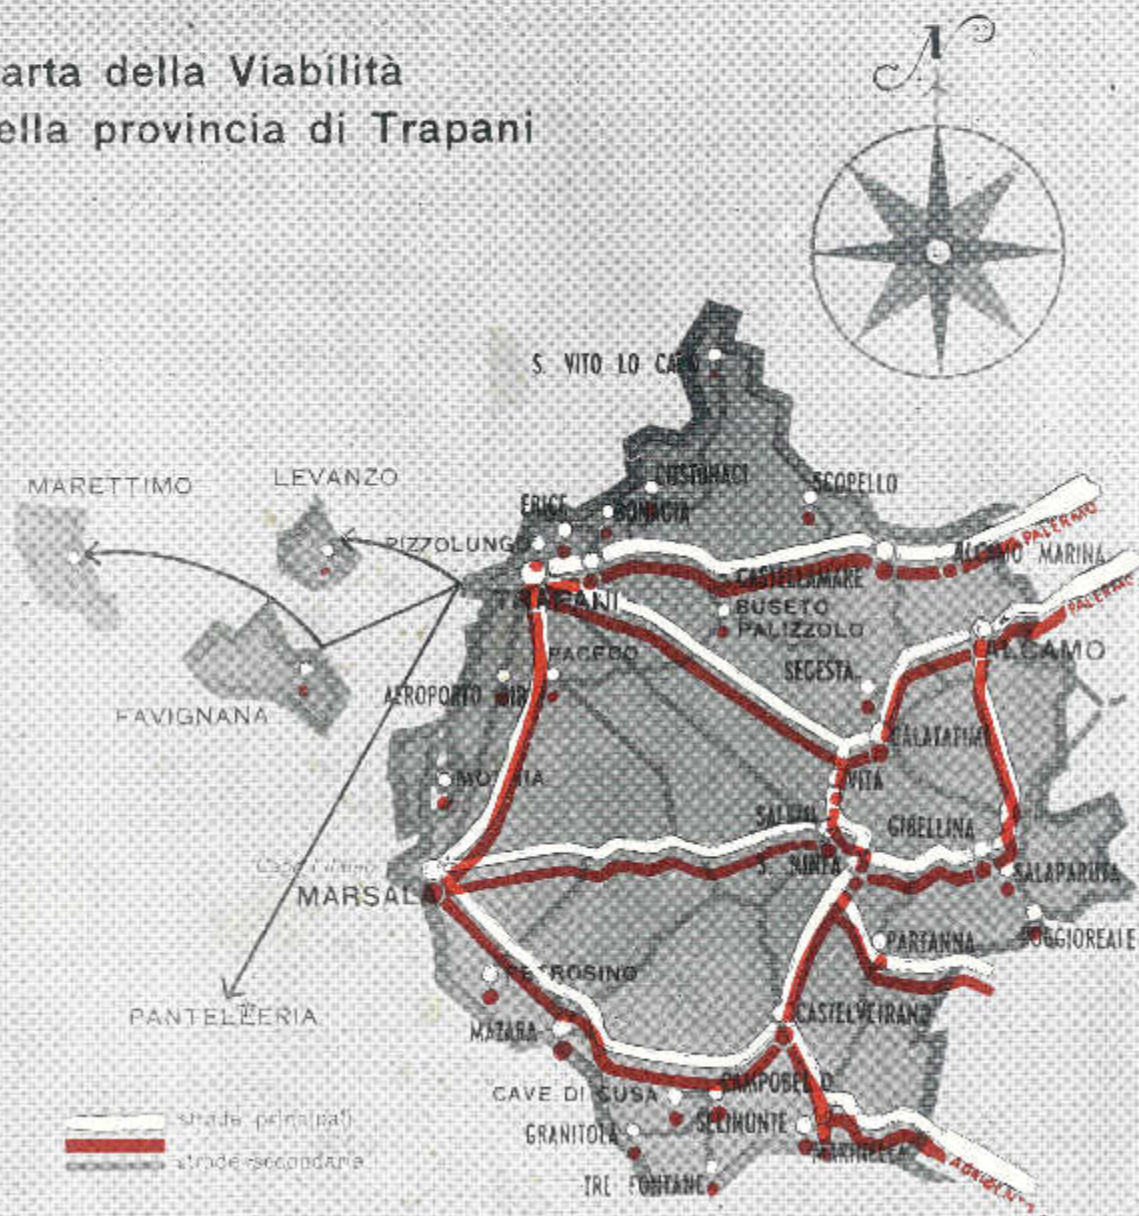 arta della Viabilità
ella provincia di Trapani
N
S. VITO LO CAPO
MARETTIMO
LEVANZO
CUSTONACI
SCOPELLO
ERICE
BONAGIA
PIZZOLUNGO
PALERMO
ALCAMO MARINA
CASTELLAMARE
TRAPANI
BUSETO
PALIZZOLO
PALERMO
PACECO
SEGESTA
ALCAMO
AEROPORTO
FAVIGNANA
CALATAFIMI
MOZIA
VITA
SALEMI
GIBELLINA
S. NINFA
SALAPARUTA
MARSALA
PARTANNA
POGGIOREALE
PETROSINO
PANTELLERIA
CASTELVETRANO
MAZARA
CAMPOBELLO
CAVE DI CUSA
strade principali
SELINUNTE
GRANITOLA
MARINELLA
strade secondarie
AGRIGENTO
TRE FONTANE